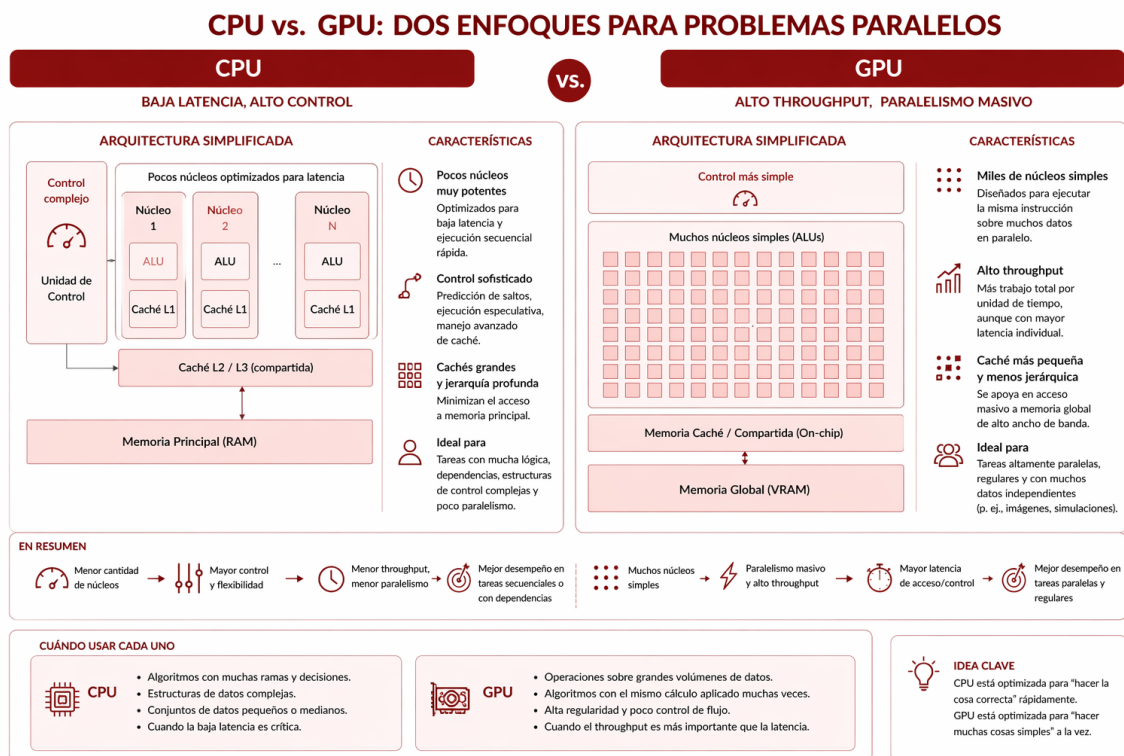 CPU vs. GPU: DOS ENFOQUES PARA PROBLEMAS PARALELOS
CPU
VS.
GPU
BAJA LATENCIA, ALTO CONTROL
ALTO THROUGHPUT, PARALELISMO MASIVO
ARQUITECTURA SIMPLIFICADA
Control
complejo
Unidad de
Control
Pocos núcleos optimizados para latencia
Núcleo
1
ALU
Caché L1
Núcleo
2
ALU
Caché L1
...
Núcleo
N
ALU
Caché L1
Caché L2 / L3 (compartida)
Memoria Principal (RAM)
CARACTERÍSTICAS
Pocos núcleos
muy potentes
Optimizados para
baja latencia y
ejecución secuencial
rápida.
Control sofisticado
Predicción de saltos,
ejecución especulativa,
manejo avanzado
de caché.
Cachés grandes
y jerarquía profunda
Minimizan el acceso
a memoria principal.
Ideal para
Tareas con mucha lógica,
dependencias, estructuras
de control complejas y
poco paralelismo.
ARQUITECTURA SIMPLIFICADA
Control más simple
Muchos núcleos simples (ALUs)
Memoria Caché / Compartida (On-chip)
Memoria Global (VRAM)
CARACTERÍSTICAS
Miles de núcleos simples
Diseñados para ejecutar
la misma instrucción
sobre muchos datos
en paralelo.
Alto throughput
Más trabajo total por
unidad de tiempo,
aunque con mayor
latencia individual.
Caché más pequeña
y menos jerárquica
Se apoya en acceso
masivo a memoria global
de alto ancho de banda.
Ideal para
Tareas altamente paralelas,
regulares y con muchos
datos independientes
(p. ej., imágenes, simulaciones).
EN RESUMEN
Menor cantidad
de núcleos
Mayor control
y flexibilidad
Menor throughput,
menor paralelismo
Mejor desempeño en
tareas secuenciales o
con dependencias
Muchos núcleos
simples
Paralelismo masivo
y alto throughput
Mayor latencia
de acceso/control
Mejor desempeño en
tareas paralelas y
regulares
CUÁNDO USAR CADA UNO
CPU
• Algoritmos con muchas ramas y decisiones.
• Estructuras de datos complejas.
• Conjuntos de datos pequeños o medianos.
• Cuando la baja latencia es crítica.
GPU
• Operaciones sobre grandes volúmenes de datos.
• Algoritmos con el mismo cálculo aplicado muchas veces.
• Alta regularidad y poco control de flujo.
• Cuando el throughput es más importante que la latencia.
IDEA CLAVE
CPU está optimizada para "hacer la
cosa correcta" rápidamente.
GPU está optimizada para "hacer
muchas cosas simples" a la vez.